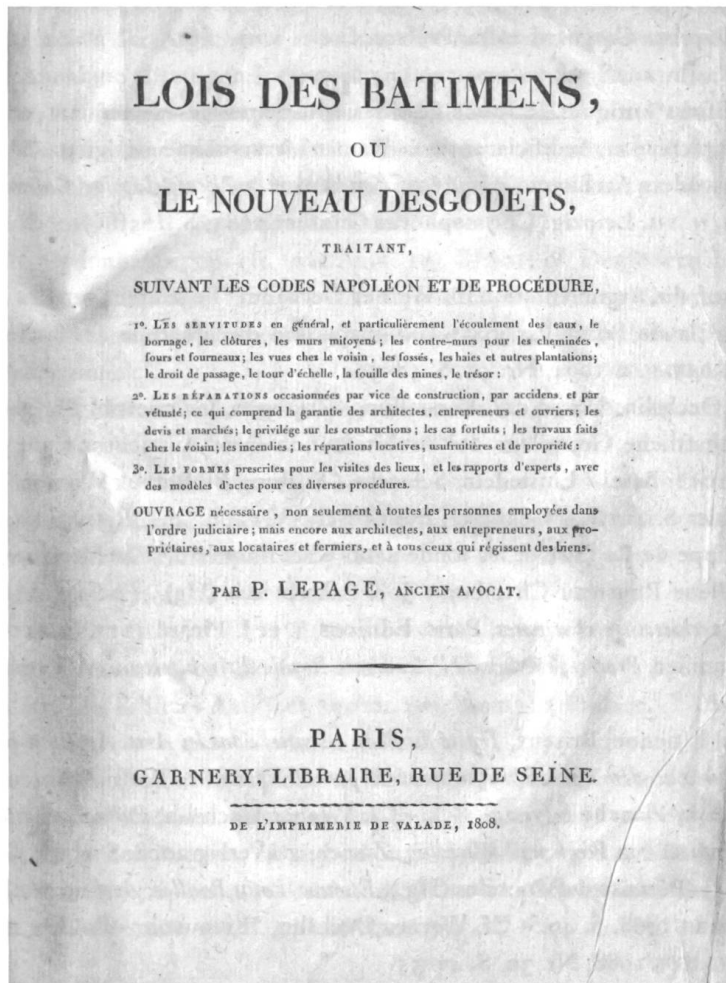 LOIS DES BATIMENS,
OU
LE NOUVEAU DESGODETS,
TRAITANT,
SUIVANT LES CODES NAPOLÉON ET DE PROCÉDURE,
1º. LES SERVITUDES en général, et particulièrement l'écoulement des eaux, le
bornage, les clôtures, les murs mitoyens; les contre-murs pour les cheminées,
fours et fourneaux; les vues chez le voisin, les fossés, les haies et autres plantations;
le droit de passage, le tour d'échelle, la fouille des mines, le trésor:
2º. LES RÉPARATIONS occasionnées par vice de construction, par accidens et par
vétusté; ce qui comprend la garantie des architectes, entrepreneurs et ouvriers; les
devis et marchés; le privilége sur les constructions; les cas fortuits; les travaux faits
chez le voisin; les incendies; les réparations locatives, usufruitières et de propriété;
3º. LES FORMES prescrites pour les visites des lieux, et les rapports d'experts, avec
des modèles d'actes pour ces diverses procédures.
OUVRAGE nécessaire, non seulement à toutes les personnes employées dans
l'ordre judiciaire; mais encore aux architectes, aux entrepreneurs, aux pro-
priétaires, aux locataires et fermiers, et à tous ceux qui régissent des biens.
PAR P. LEPAGE, ANCIEN AVOCAT.
PARIS,
GARNERY, LIBRAIRE, RUE DE SEINE.
DE L'IMPRIMERIE DE VALADE, 1808.